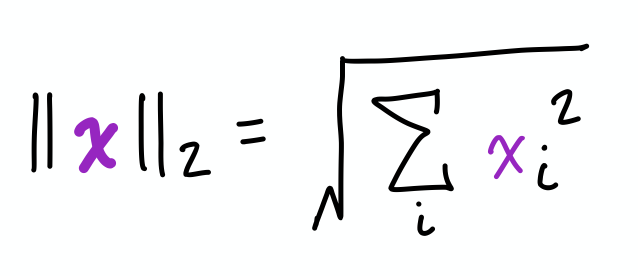 ‖x‖₂ = √(∑ᵢ xᵢ²)